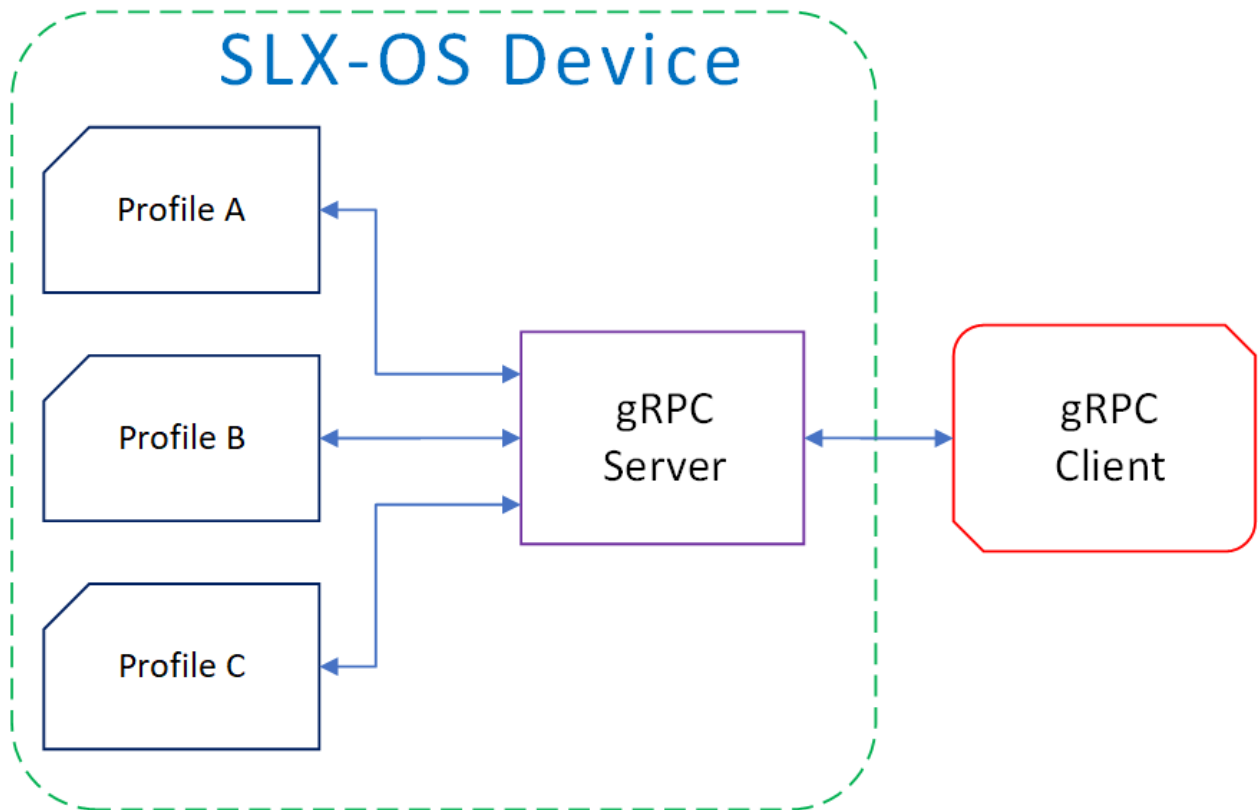 SLX-OS Device
Profile A
Profile B
Profile C
gRPC
Server
gRPC
Client